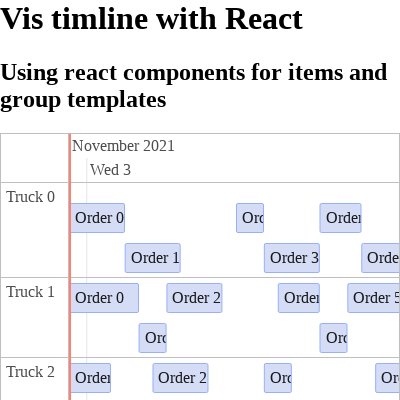 Vis timline with React
Using react components for items and
group templates
November 2021
Wed 3
Truck 0
Order 0
Orc
Order
Order 1
Order 3
Orde
Truck 1
Order 0
Order 2
Order
Order 5
Orc
Orc
Truck 2
Order
Order 2
Orc
Or